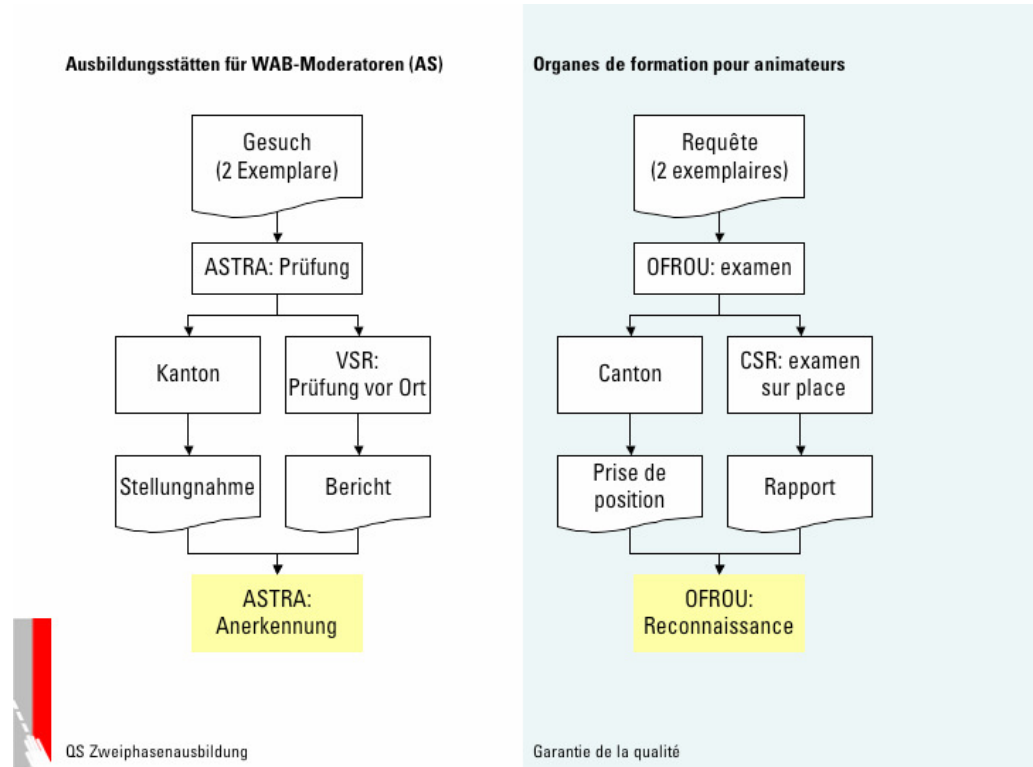 Ausbildungsstätten für WAB-Moderatoren (AS)
Gesuch
(2 Exemplare)
ASTRA: Prüfung
Kanton
VSR:
Prüfung vor Ort
Stellungnahme
Bericht
ASTRA:
Anerkennung
QS Zweiphasenausbildung
Organes de formation pour animateurs
Requête
(2 exemplaires)
OFROU: examen
Canton
CSR: examen
sur place
Prise de
position
Rapport
OFROU:
Reconnaissance
Garantie de la qualité